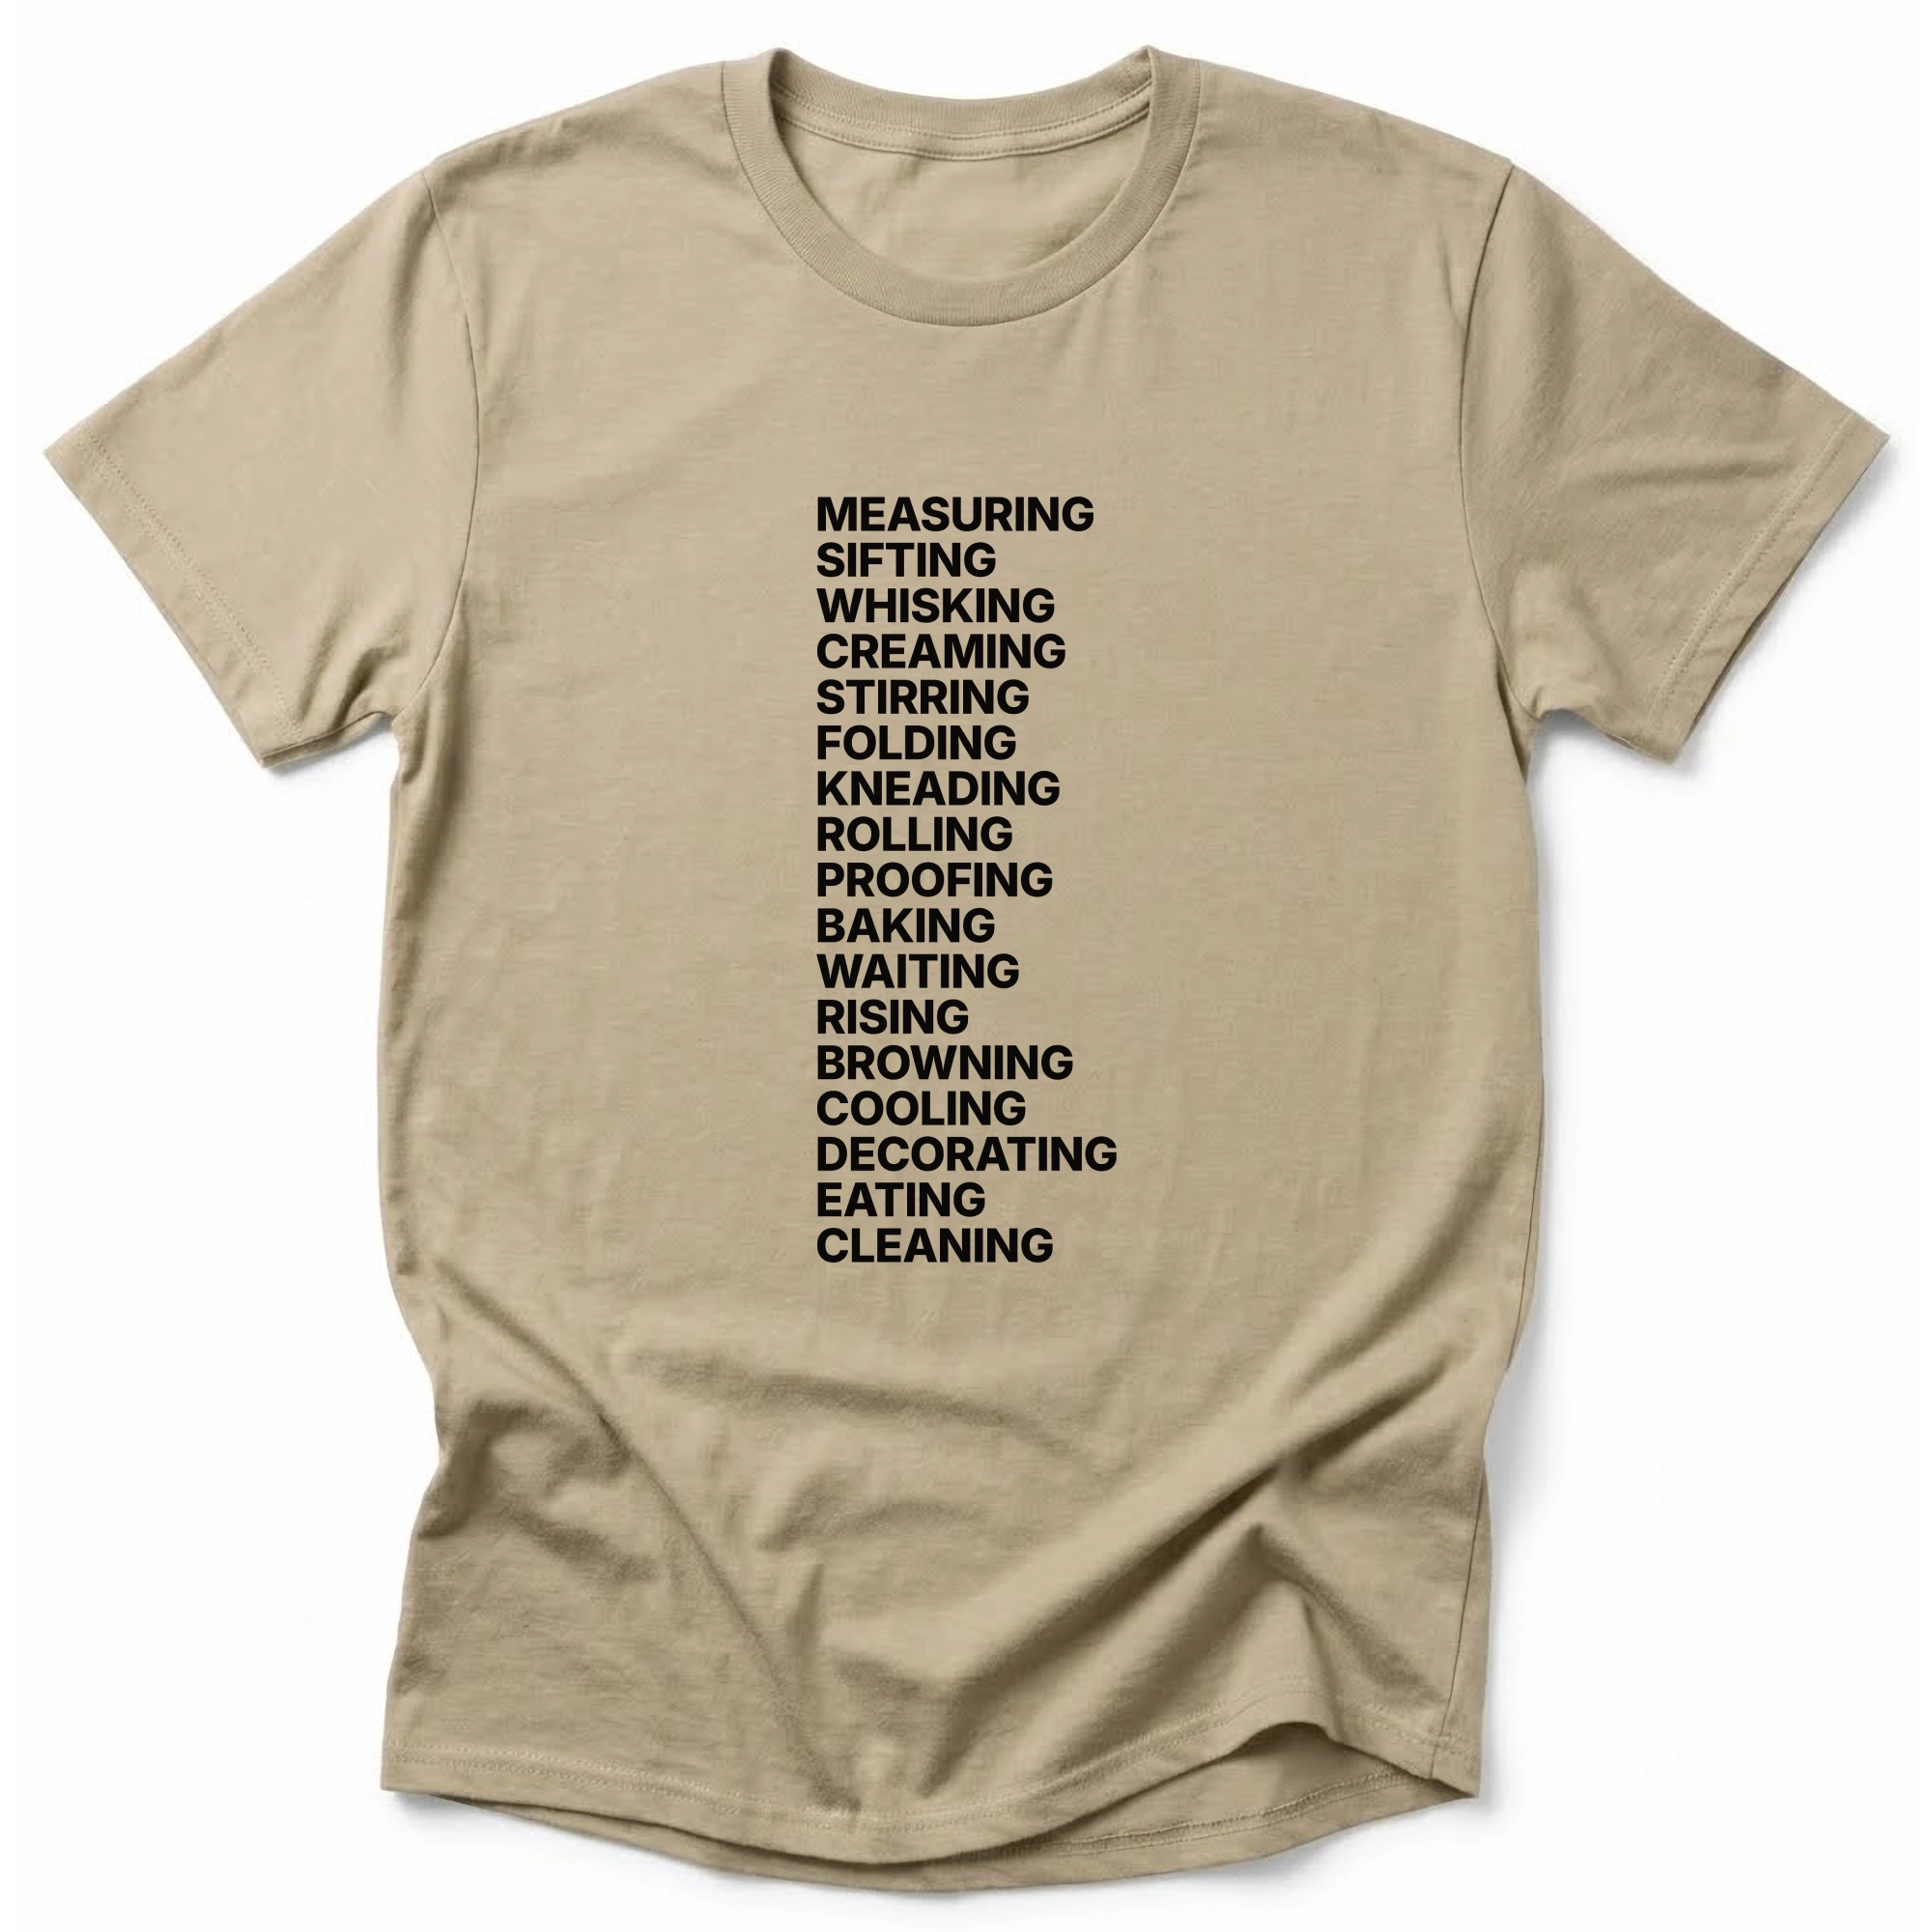 MEASURING
SIFTING
WHISKING
CREAMING
STIRRING
FOLDING
KNEADING
ROLLING
PROOFING
BAKING
WAITING
RISING
BROWNING
COOLING
DECORATING
EATING
CLEANING